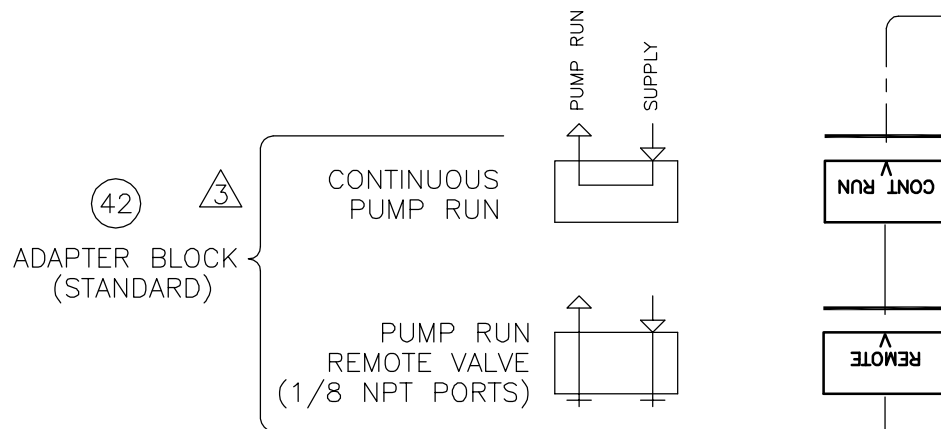 PUMP RUN
SUPPLY
42
3
CONTINUOUS
PUMP RUN
CONT RUN
ADAPTER BLOCK
(STANDARD)
PUMP RUN
REMOTE VALVE
(1/8 NPT PORTS)
REMOTE